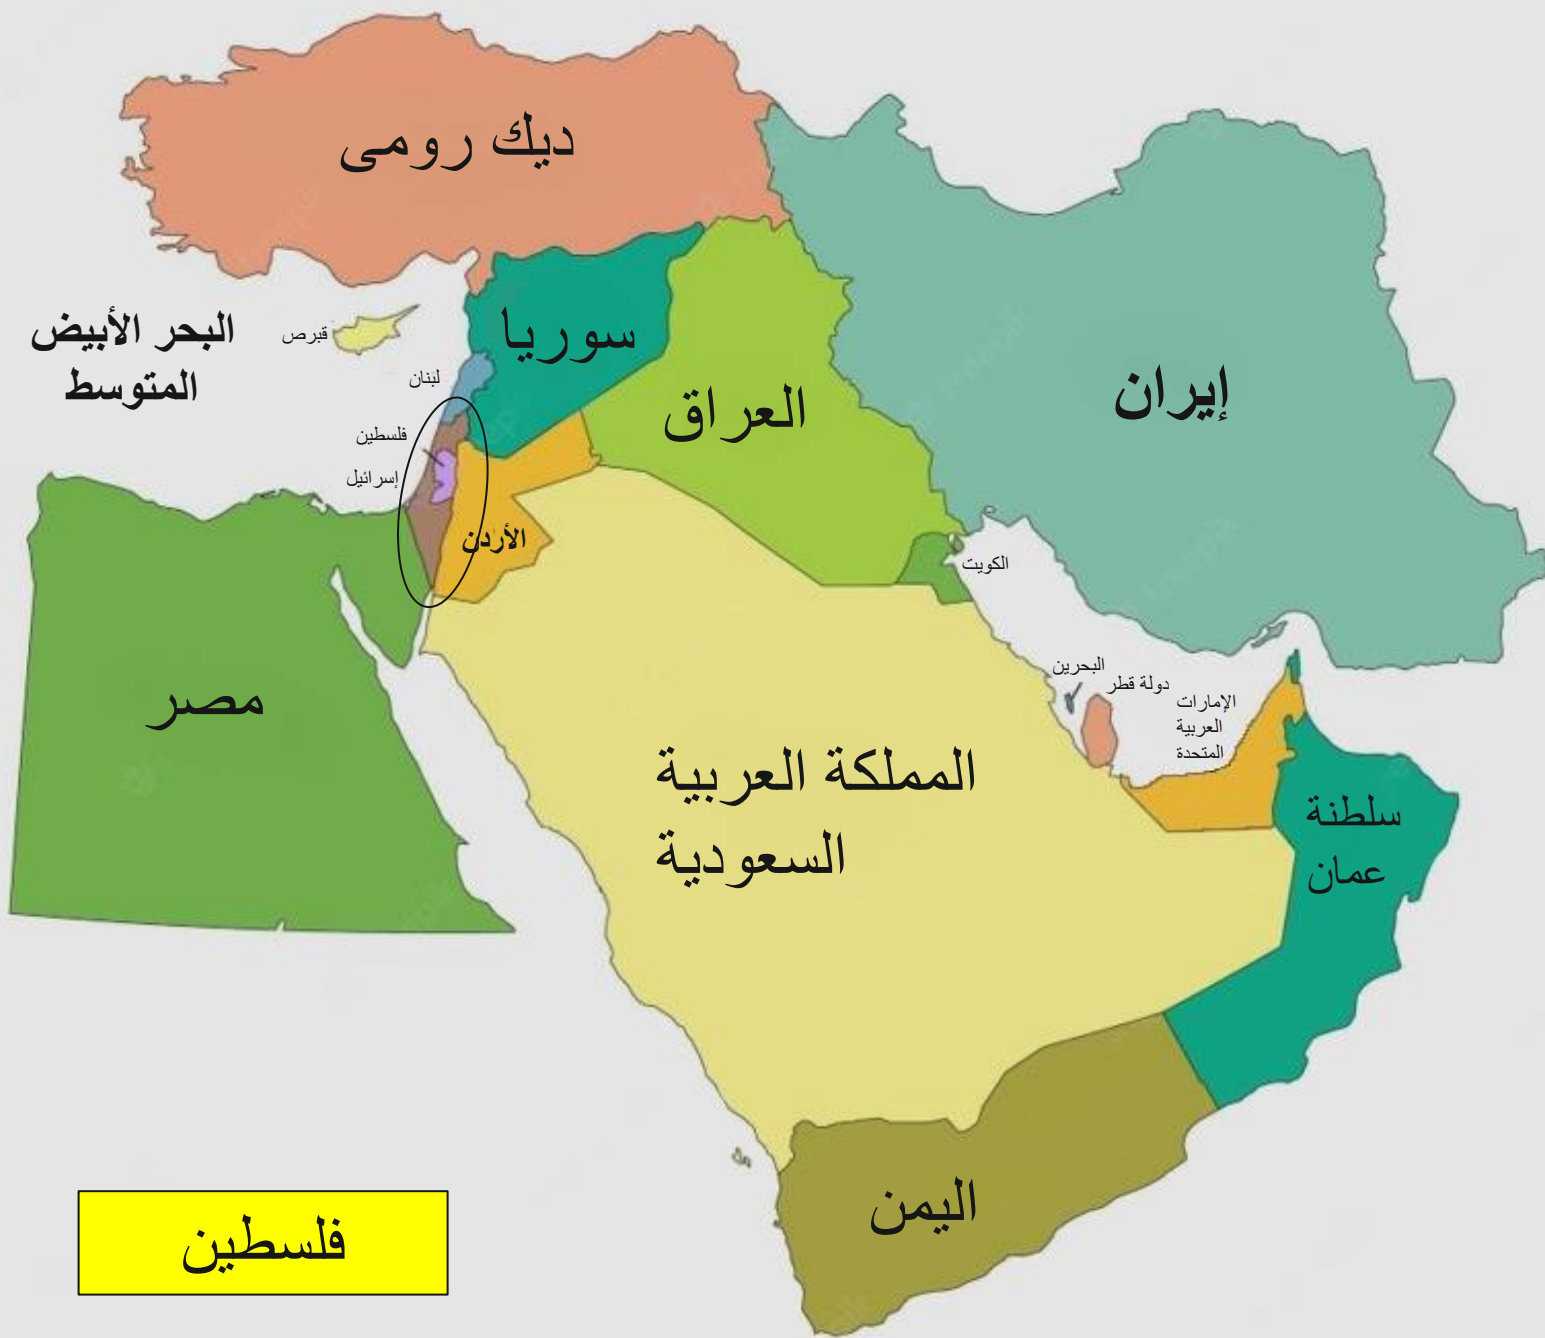 ديك رومى
البحر الأبيض
المتوسط
قبرص
سوريا
لبنان
العراق
إيران
فلسطين
إسرائيل
الأردن
الكويت
مصر
البحرين
دولة قطر
الإمارات
العربية
المتحدة
المملكة العربية
السعودية
سلطنة
عمان
اليمن
فلسطين